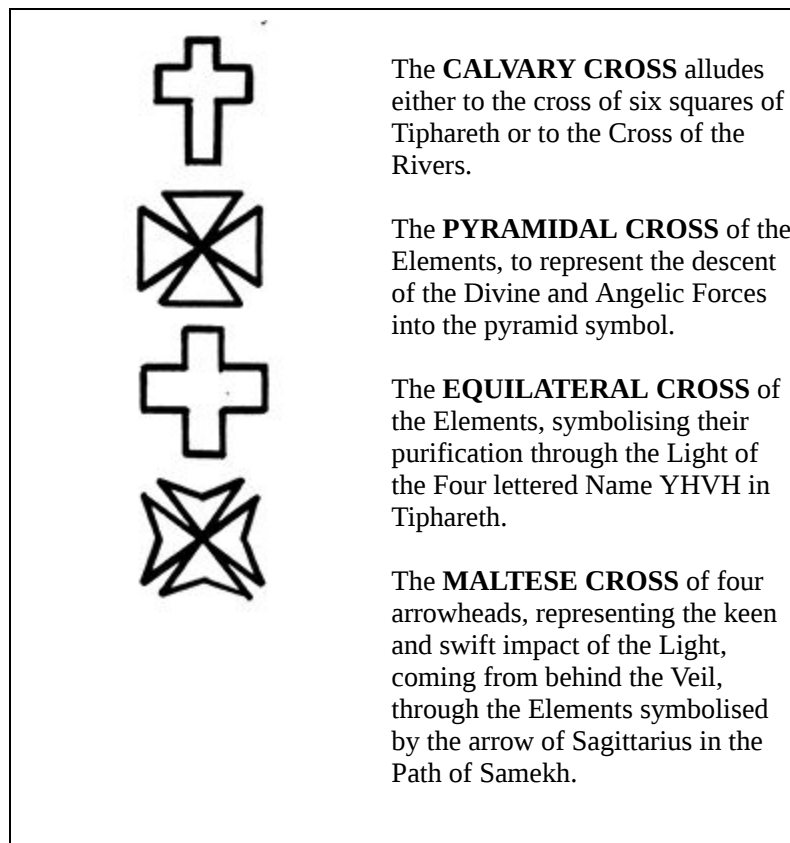 The CALVARY CROSS alludes
either to the cross of six squares of
Tiphareth or to the Cross of the
Rivers.
The PYRAMIDAL CROSS of the
Elements, to represent the descent
of the Divine and Angelic Forces
into the pyramid symbol.
The EQUILATERAL CROSS of
the Elements, symbolising their
purification through the Light of
the Four lettered Name YHVH in
Tiphareth.
The MALTESE CROSS of four
arrowheads, representing the keen
and swift impact of the Light,
coming from behind the Veil,
through the Elements symbolised
by the arrow of Sagittarius in the
Path of Samekh.